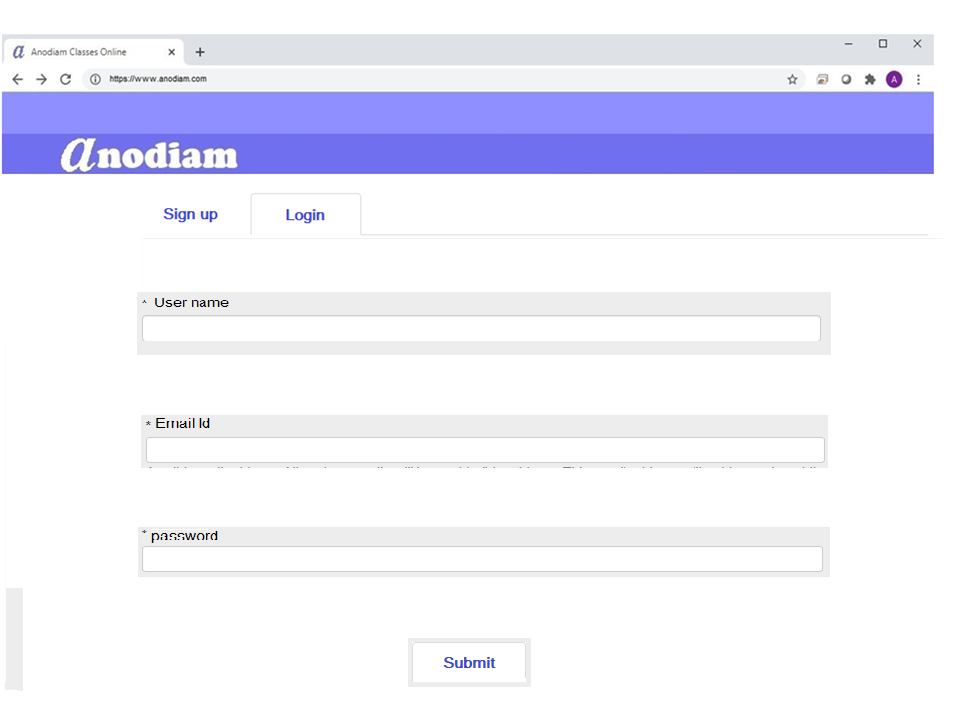 a Anodiam Classes Online
https://www.anodiam.com
A
anodiam
Sign up Login
* User name
* Email Id
* password
Submit